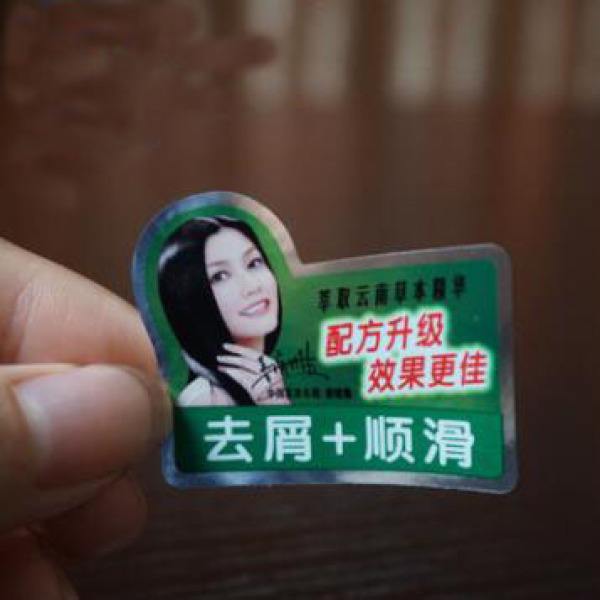 萃取云南草本精华
配方升级
效果更佳
去屑+顺滑